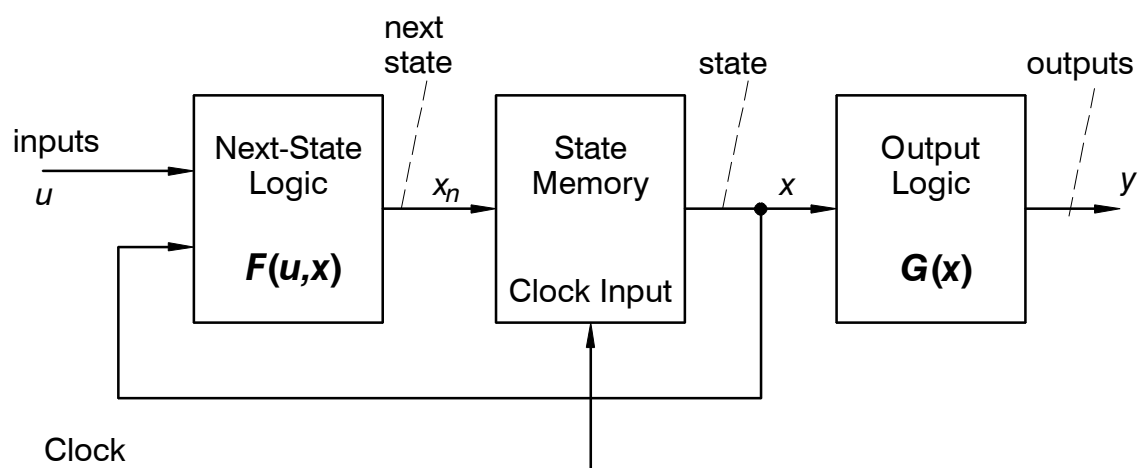 next
state
state
outputs
inputs
u
Next-State
Logic
F(u,x)
xn
State
Memory
Clock Input
x
Output
Logic
G(x)
y
Clock